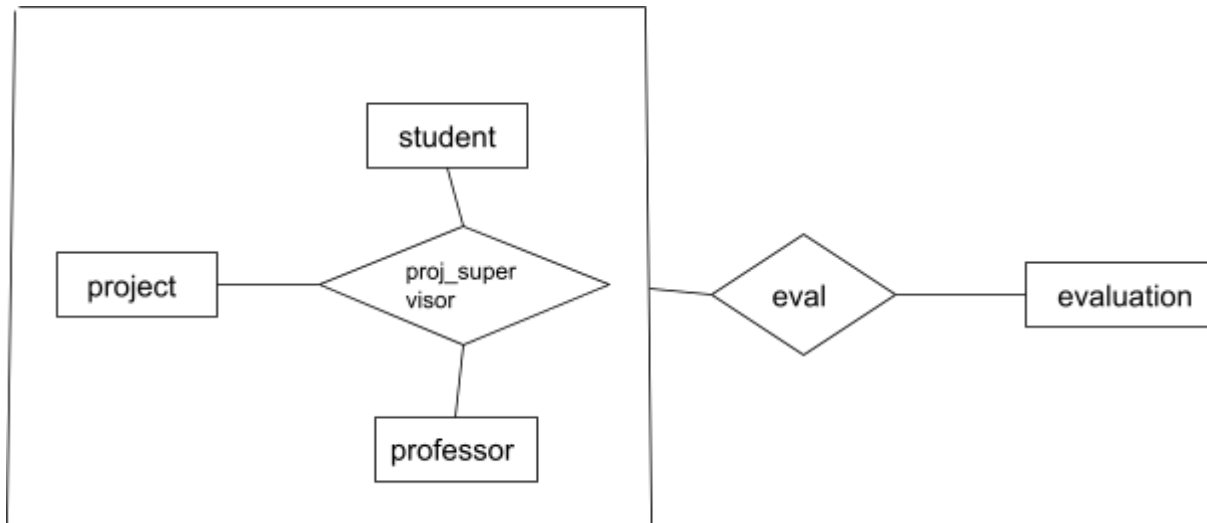 student
project
proj_super
visor
eval
evaluation
professor